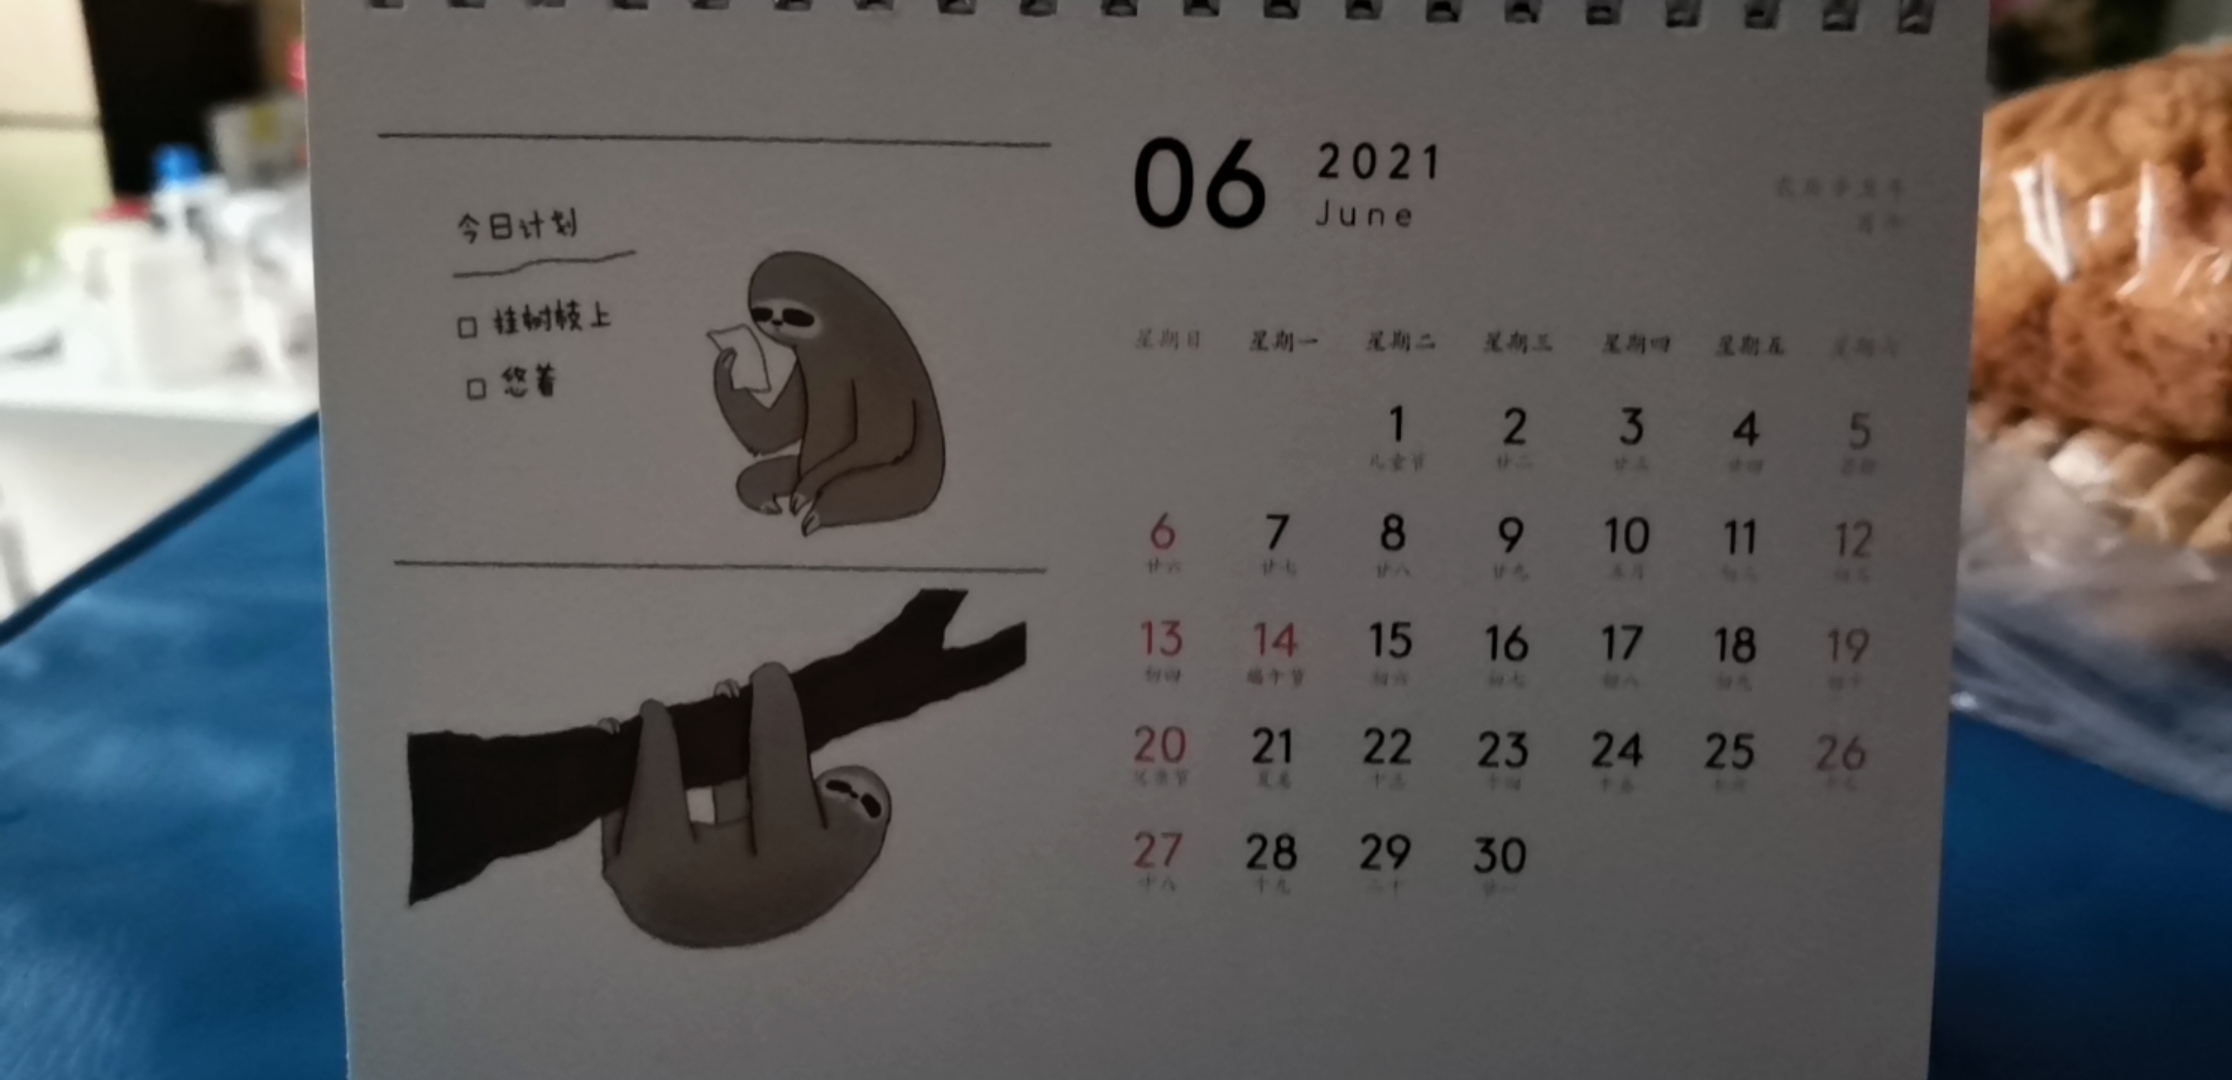 今日计划
□ 挂树枝上
□ 悠着
06
2021
June
星期日 星期一 星期二 星期三 星期四 星期五 星期六
1 2 3 4 5
儿童节 廿二 廿三 廿四 芒种
6 7 8 9 10 11 12
廿六 廿七 廿八 廿九 五月 初二 初三
13 14 15 16 17 18 19
初四 端午节 初六 初七 初八 初九 初十
20 21 22 23 24 25 26
父亲节 夏至 十三 十四 十五 十六 十七
27 28 29 30
十八 十九 二十 廿一